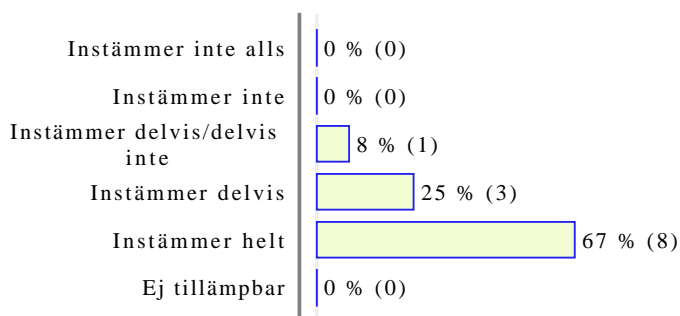 Instämmer inte alls 0 % (0)
Instämmer inte 0 % (0)
Instämmer delvis/delvis
inte 8 % (1)
Instämmer delvis 25 % (3)
Instämmer helt 67 % (8)
Ej tillämpbar 0 % (0)